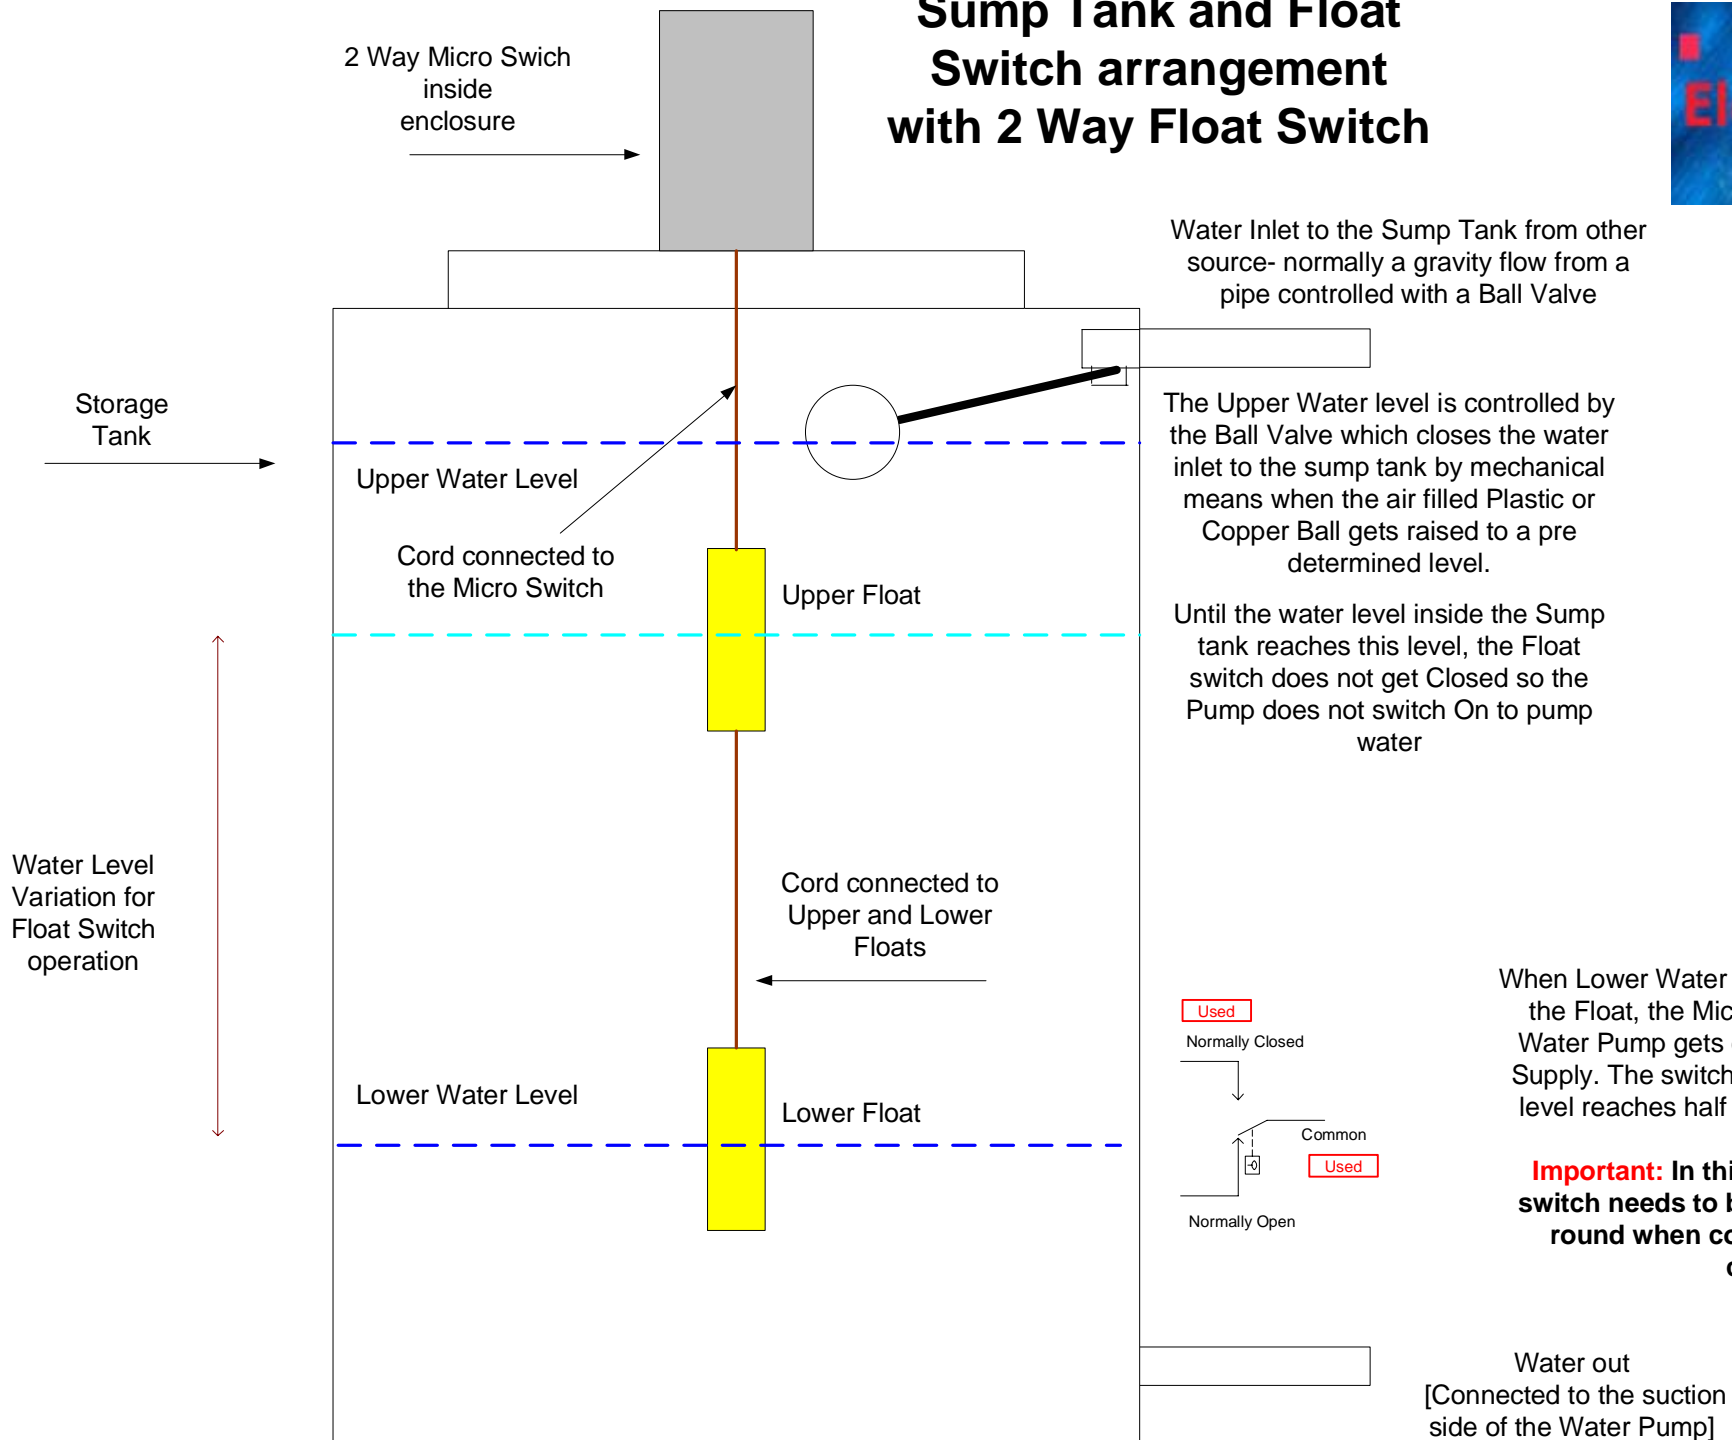 Sump Tank and Float
Switch arrangement
with 2 Way Float Switch
2 Way Micro Swich
inside
enclosure
El
Water Inlet to the Sump Tank from other
source- normally a gravity flow from a
pipe controlled with a Ball Valve
Storage
Tank
Upper Water Level
The Upper Water level is controlled by
the Ball Valve which closes the water
inlet to the sump tank by mechanical
means when the air filled Plastic or
Copper Ball gets raised to a pre
determined level.
Cord connected to
the Micro Switch
Upper Float
Until the water level inside the Sump
tank reaches this level, the Float
switch does not get Closed so the
Pump does not switch On to pump
water
Water Level
Variation for
Float Switch
operation
Cord connected to
Upper and Lower
Floats
Used
Normally Closed
Common
Used
Normally Open
When Lower Water
the Float, the Mic
Water Pump gets
Supply. The switch
level reaches half
Important: In thi
switch needs to b
round when co
Lower Water Level
Lower Float
Water out
[Connected to the suction
side of the Water Pump]